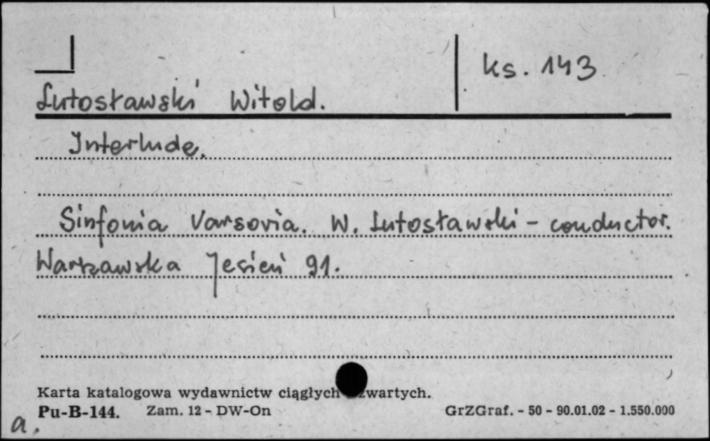 ks. 143
Lutosławski Witold.
Interlude.
Sinfonia Varsovia. W. Lutosławski - conductor.
Warszawska Jesień 91.
Karta katalogowa wydawnictw ciągłych zwartych.
Pu-B-144. Zam. 12 - DW-On GrZGraf. - 50 - 90.01.02 - 1.550.000
a.